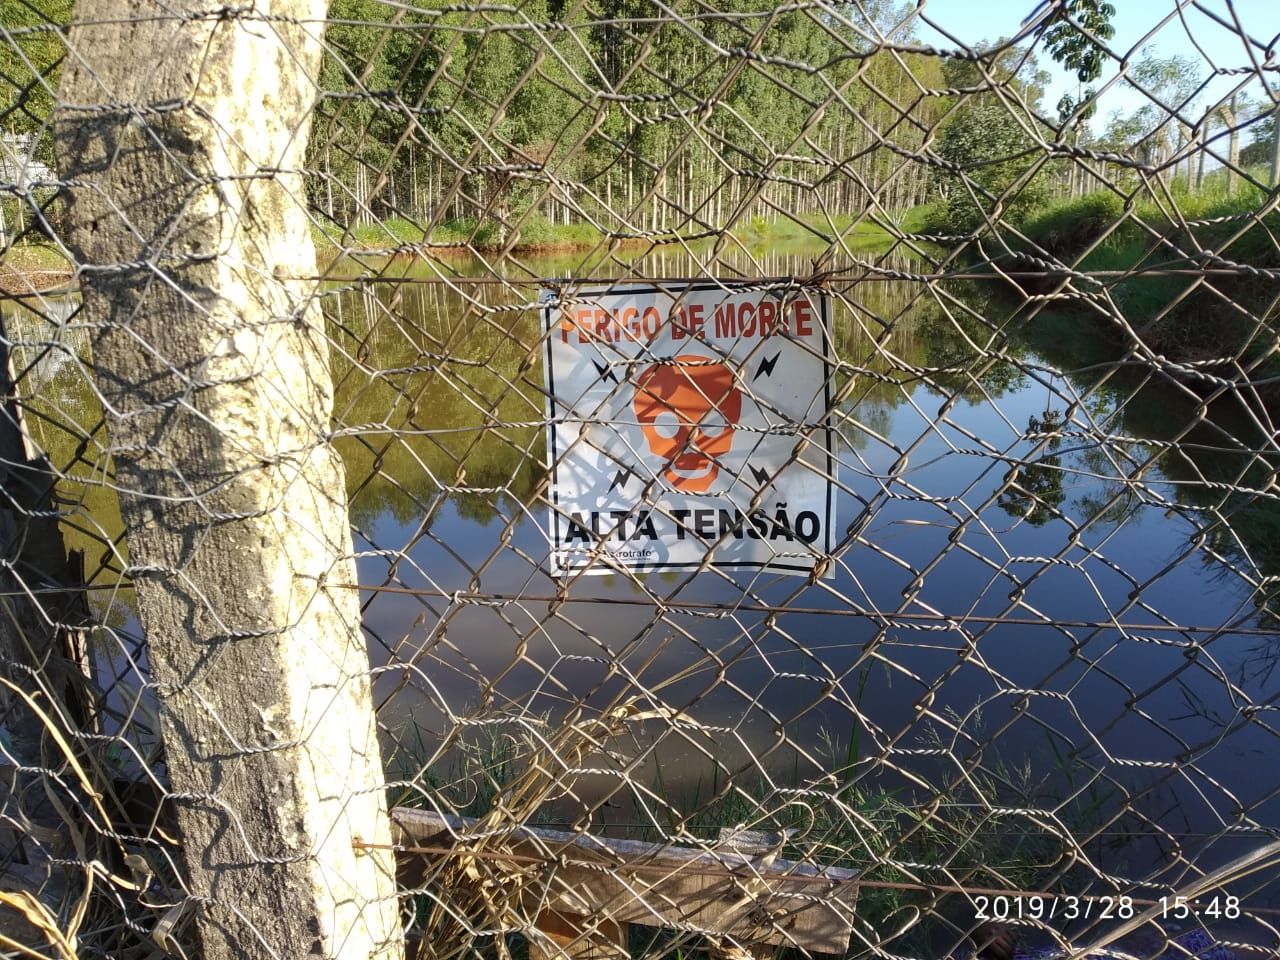 PERIGO DE MORTE
ALTA TENSÃO
2019/3/28 15:48